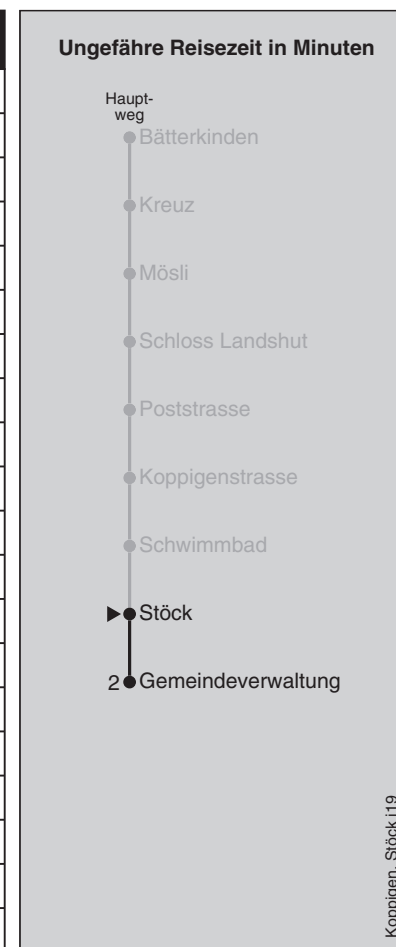 Ungefähre Reisezeit in Minuten
Haupt-
weg
Bätterkinden
Kreuz
Mösli
Schloss Landshut
Poststrasse
Koppigenstrasse
Schwimmbad
Stöck
2 Gemeindeverwaltung
Koppigen, Stöck j19